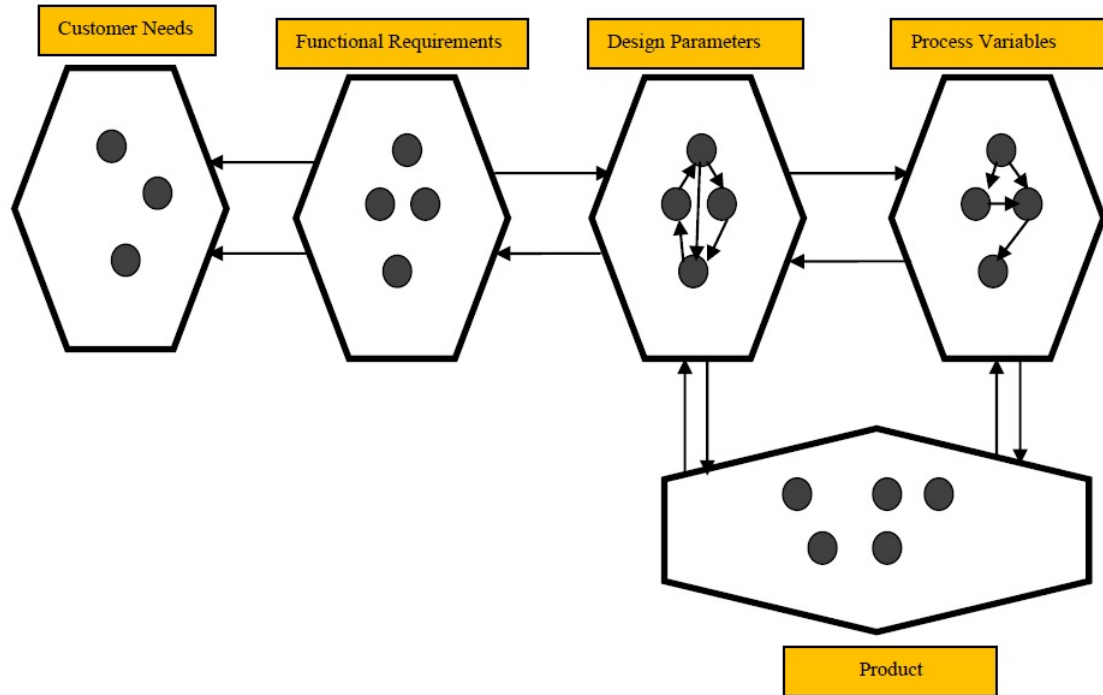 Customer Needs
Functional Requirements
Design Parameters
Process Variables
Product